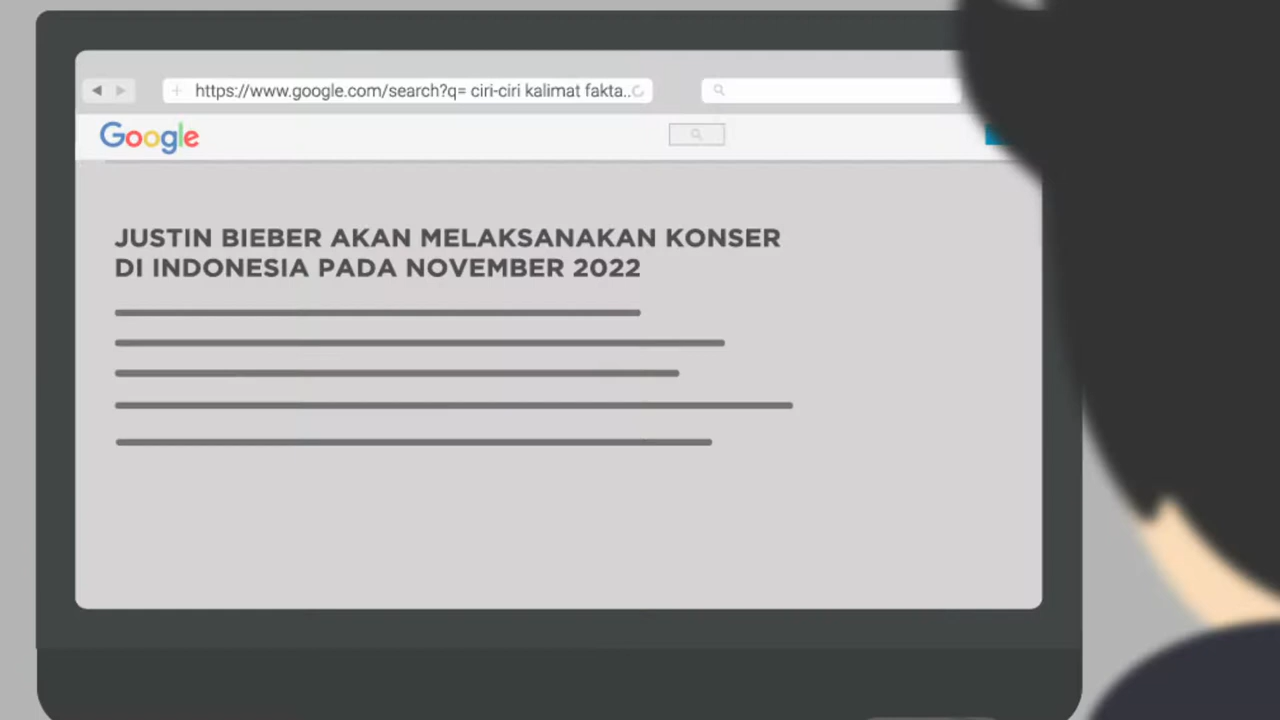 https://www.google.com/search?q= ciri-ciri kalimat fakta..
Google
JUSTIN BIEBER AKAN MELAKSANAKAN KONSER
DI INDONESIA PADA NOVEMBER 2022